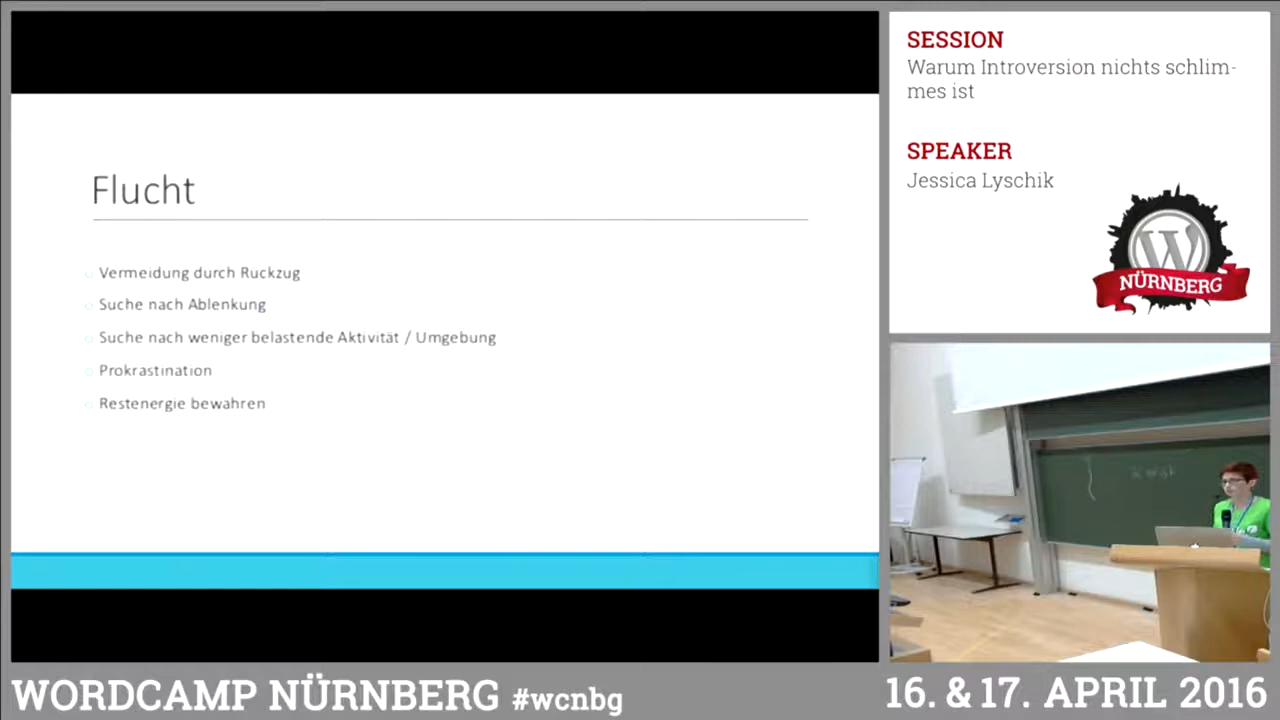 Flucht
Vermeidung durch Ruckzug
Suche nach Ablenkung
Suche nach weniger belastende Aktivität / Umgebung
Prokrastination
Restenergie bewahren
SESSION
Warum Introversion nichts schlim-
mes ist
SPEAKER
Jessica Lyschik
NÜRNBERG
WORDCAMP NÜRNBERG #wcnbg
16. & 17. APRIL 2016